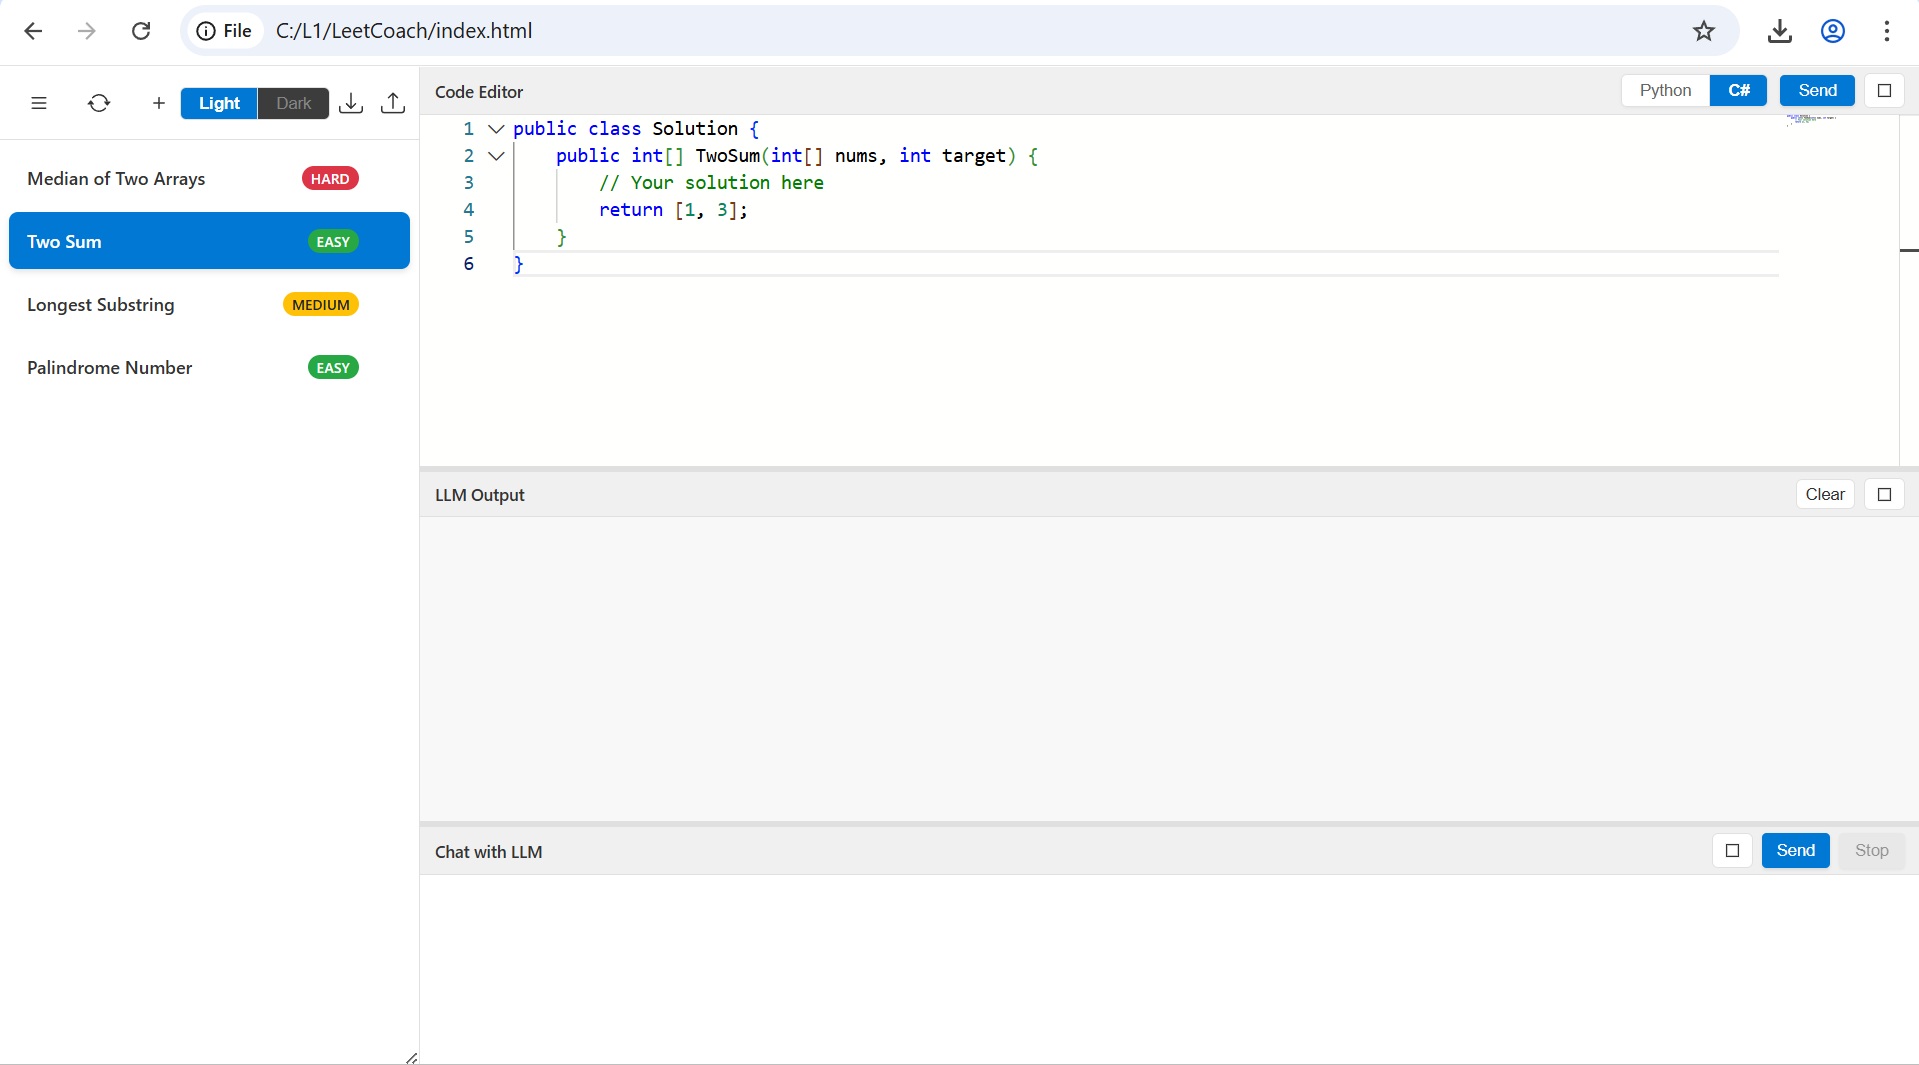 File C:/L1/LeetCoach/index.html
Light Dark
Median of Two Arrays HARD
Two Sum EASY
Longest Substring MEDIUM
Palindrome Number EASY
Code Editor Python C# Send
1 public class Solution {
2 public int[] TwoSum(int[] nums, int target) {
3 // Your solution here
4 return [1, 3];
5 }
6 }
LLM Output Clear
Chat with LLM Send Stop